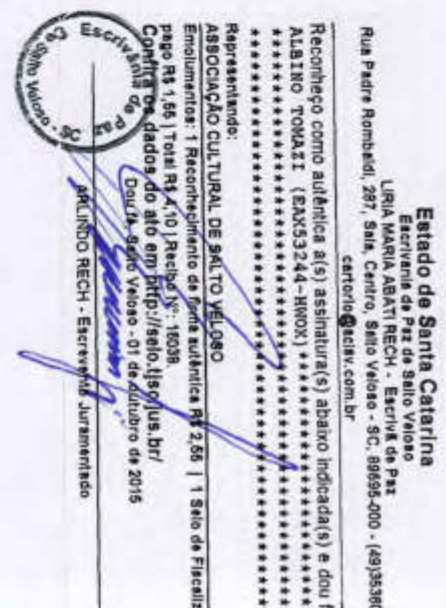 Estado de Santa Catarina
Escrivania de Paz de Salto Veloso
LIRIA MARIA ABATI RECH - Escrivã de Paz
Rua Padre Rombaldi, 287, Sala, Centro, Salto Veloso - SC, 89595-000 - (49)3536
cartorio@aclsv.com.br
Reconheço como autêntica a(s) assinatura(s) abaixo indicada(s) e dou f
ALBINO TOMAZI (EAX53244-HWOX)
Representando:
ASSOCIAÇÃO CULTURAL DE SALTO VELOSO
Emolumentos: 1 Reconhecimento de firma autêntica R$ 2,55 | 1 Selo de Fiscaliz
pago R$ 1,55 | Total R$ 4,10 | Recibo Nº: 16039
Confira os dados do ato em http://selo.tjsc.jus.br/
Dou fé, Salto Veloso - 01 de outubro de 2015
ARLINDO RECH - Escrevente Juramentado
Escrivania de Paz
Salto Veloso - SC